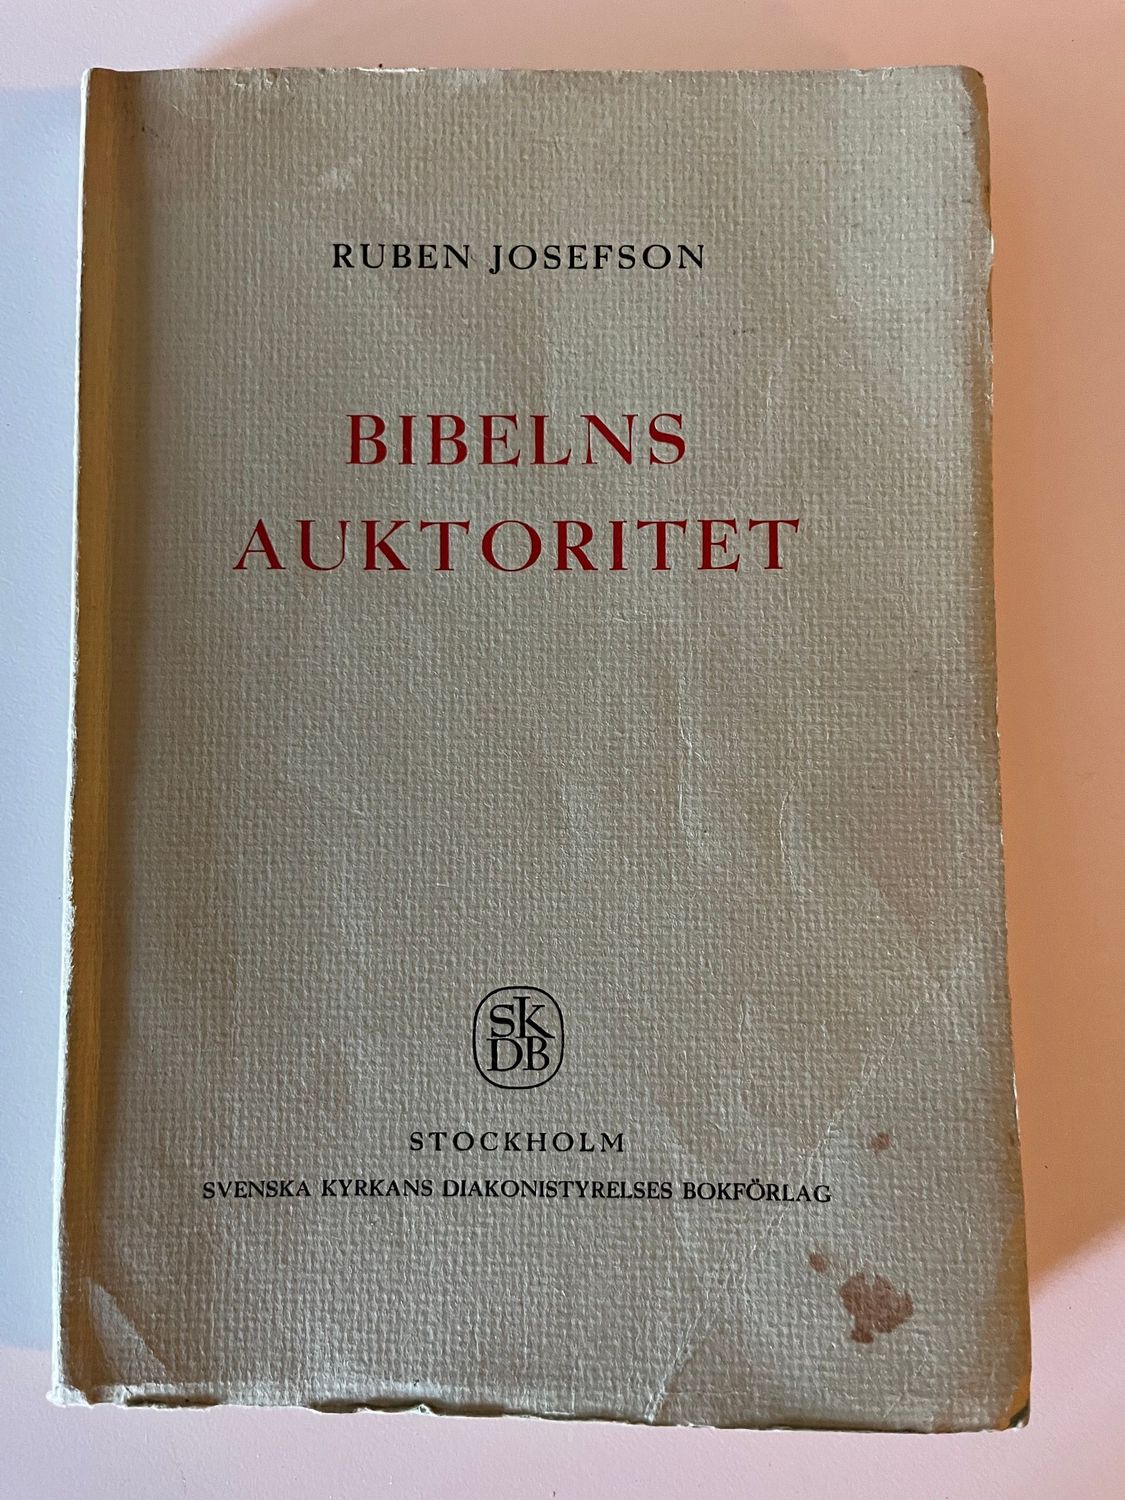 RUBEN JOSEFSON
BIBELNS
AUKTORITET
SK
DB
STOCKHOLM
SVENSKA KYRKANS DIAKONISTYRELSES BOKFÖRLAG